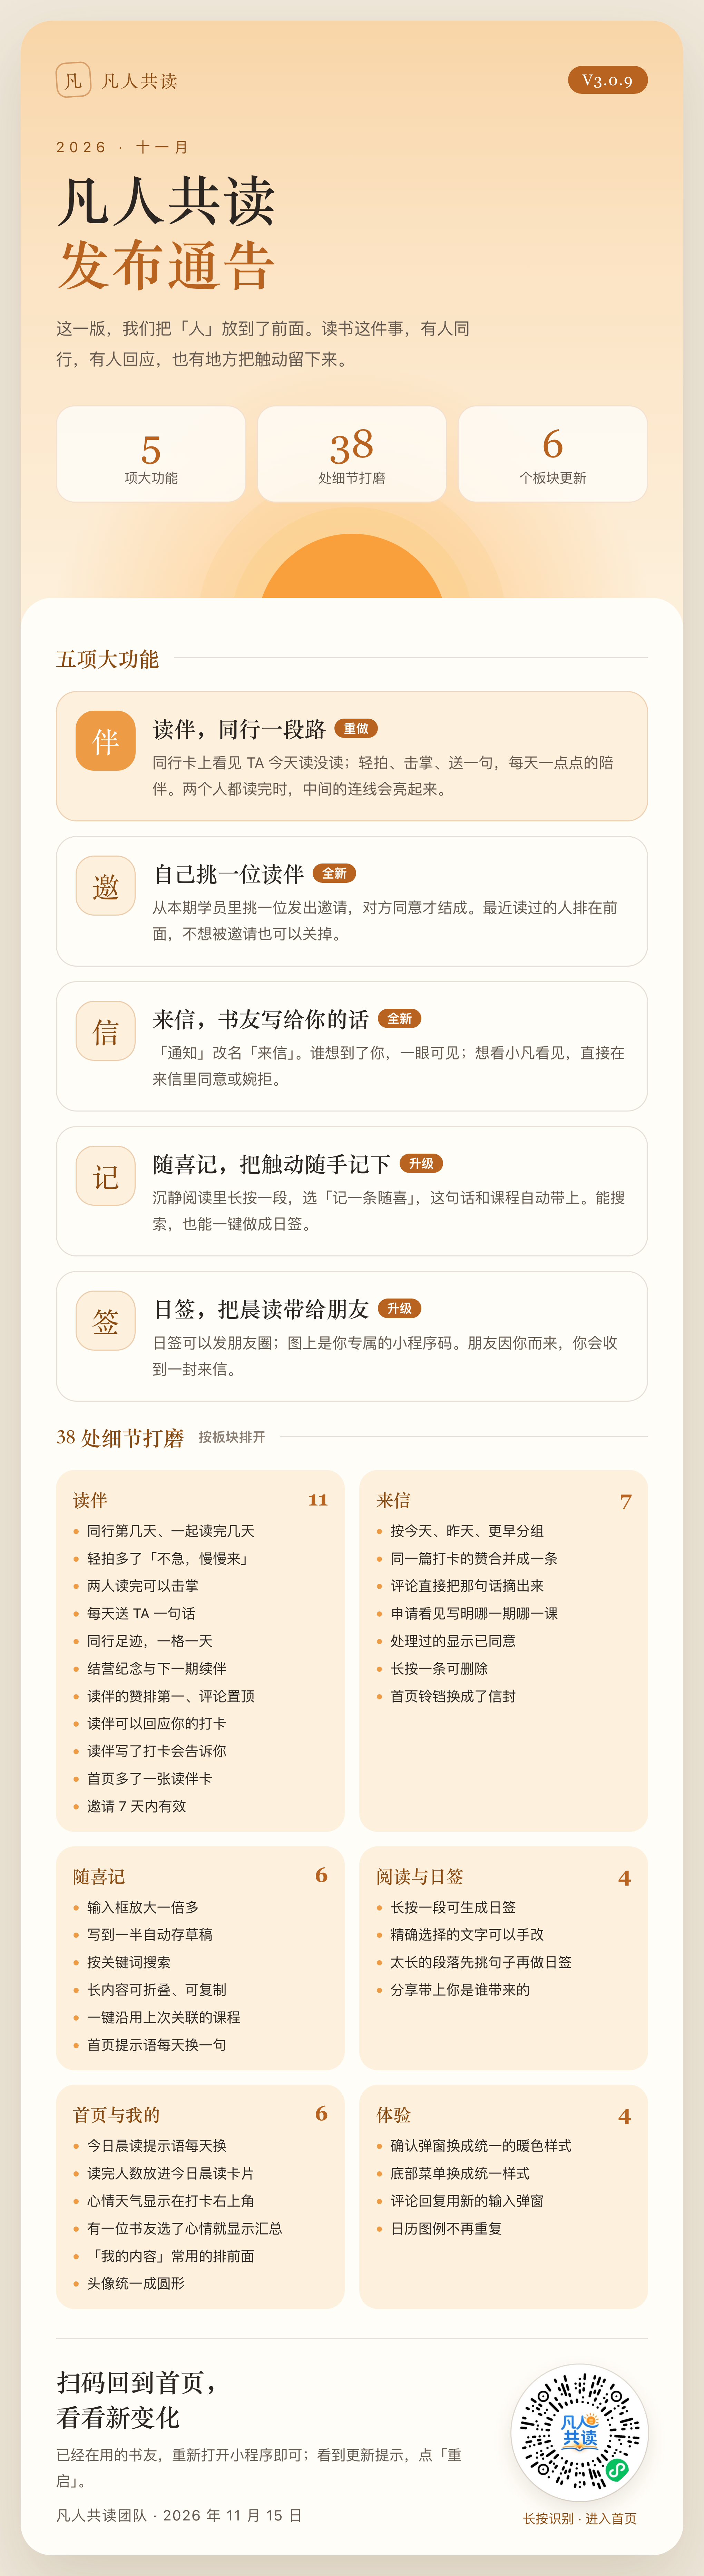 凡 凡人共读
V3.0.9
2026 · 十一月
凡人共读
发布通告
这一版，我们把「人」放到了前面。读书这件事，有人同
行，有人回应，也有地方把触动留下来。
5
项大功能
38
处细节打磨
6
个板块更新
五项大功能
伴
读伴，同行一段路 重做
同行卡上看见 TA 今天读没读；轻拍、击掌、送一句，每天一点点的陪
伴。两个人都读完时，中间的连线会亮起来。
邀
自己挑一位读伴 全新
从本期学员里挑一位发出邀请，对方同意才结成。最近读过的人排在前
面，不想被邀请也可以关掉。
信
来信，书友写给你的话 全新
「通知」改名「来信」。谁想到了你，一眼可见；想看小凡看见，直接在
来信里同意或婉拒。
记
随喜记，把触动随手记下 升级
沉静阅读里长按一段，选「记一条随喜」，这句话和课程自动带上。能搜
索，也能一键做成日签。
签
日签，把晨读带给朋友 升级
日签可以发朋友圈；图上是你专属的小程序码。朋友因你而来，你会收
到一封来信。
38 处细节打磨 按板块排开
读伴 11
同行第几天、一起读完几天
轻拍多了「不急，慢慢来」
两人读完可以击掌
每天送 TA 一句话
同行足迹，一格一天
结营纪念与下一期续伴
读伴的赞排第一、评论置顶
读伴可以回应你的打卡
读伴写了打卡会告诉你
首页多了一张读伴卡
邀请 7 天内有效
来信 7
按今天、昨天、更早分组
同一篇打卡的赞合并成一条
评论直接把那句话摘出来
申请看见写明哪一期哪一课
处理过的显示已同意
长按一条可删除
首页铃铛换成了信封
随喜记 6
输入框放大一倍多
写到一半自动存草稿
按关键词搜索
长内容可折叠、可复制
一键沿用上次关联的课程
首页提示语每天换一句
阅读与日签 4
长按一段可生成日签
精确选择的文字可以手改
太长的段落先挑句子再做日签
分享带上你是谁带来的
首页与我的 6
今日晨读提示语每天换
读完人数放进今日晨读卡片
心情天气显示在打卡右上角
有一位书友选了心情就显示汇总
「我的内容」常用的排前面
头像统一成圆形
体验 4
确认弹窗换成统一的暖色样式
底部菜单换成统一样式
评论回复用新的输入弹窗
日历图例不再重复
扫码回到首页，
看看新变化
已经在用的书友，重新打开小程序即可；看到更新提示，点「重
启」。
凡人共读团队 · 2026 年 11 月 15 日
凡人
共读
长按识别 · 进入首页